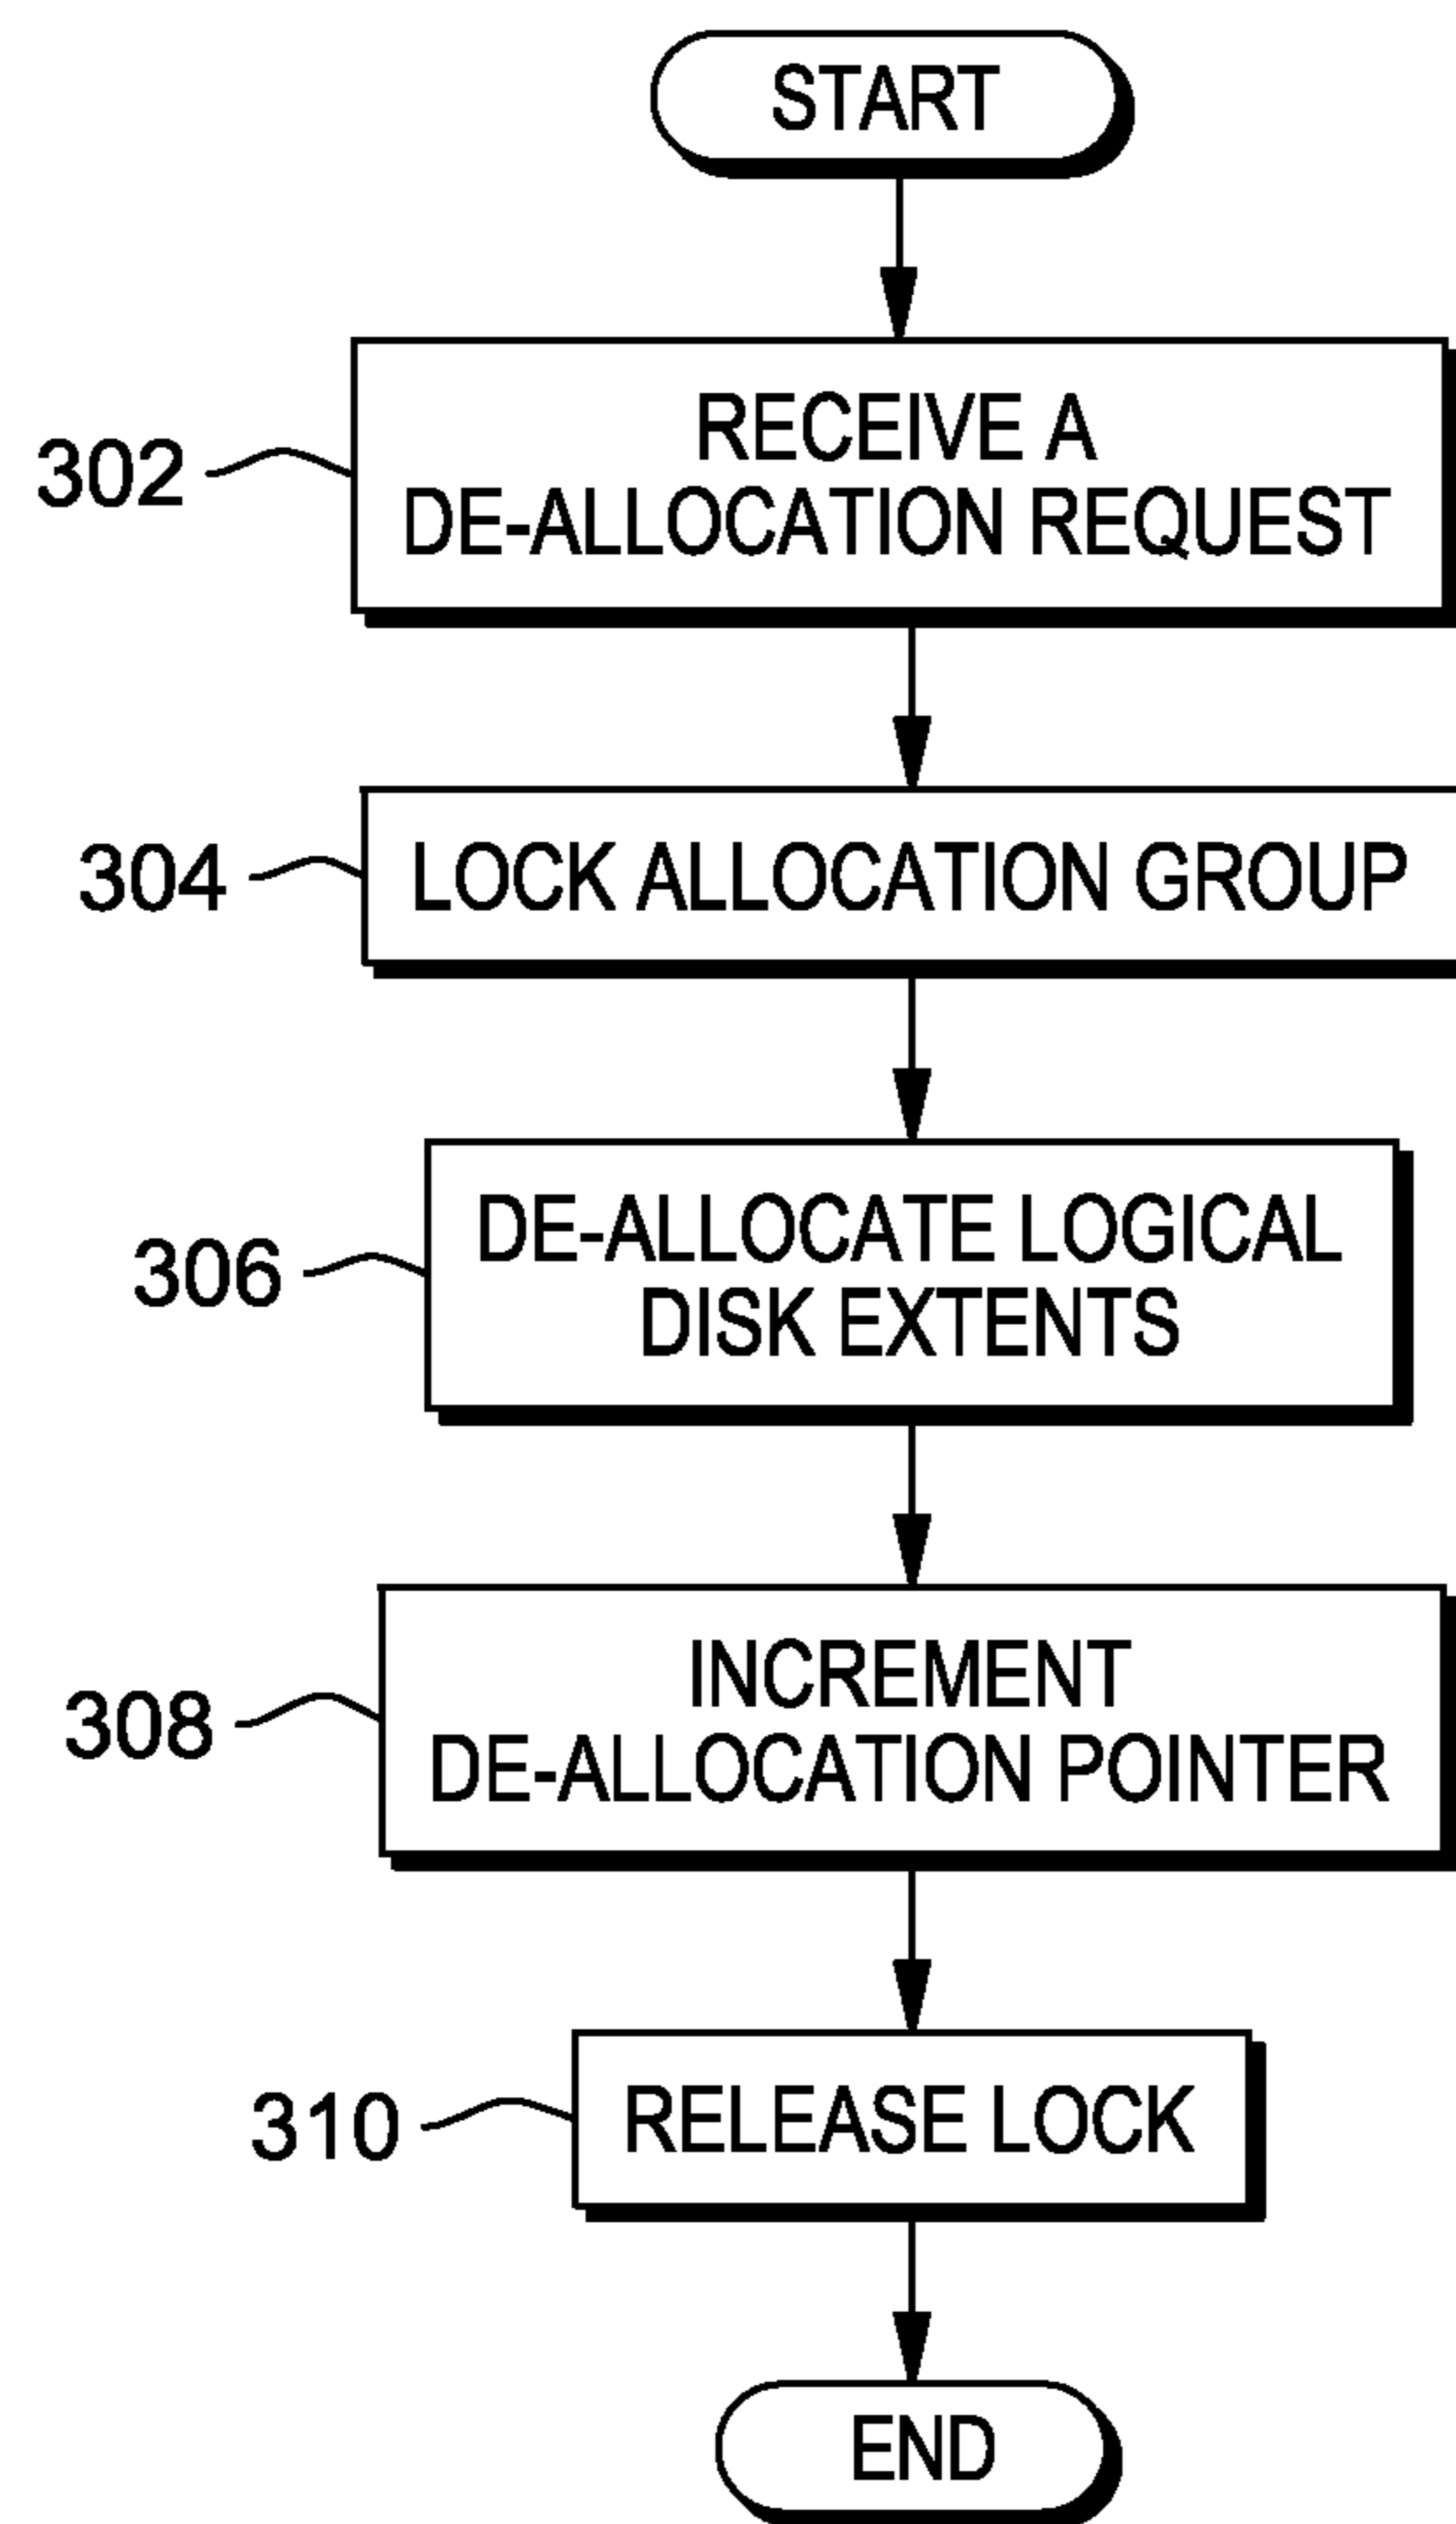 START
302
RECEIVE A
DE-ALLOCATION REQUEST
304
LOCK ALLOCATION GROUP
306
DE-ALLOCATE LOGICAL
DISK EXTENTS
308
INCREMENT
DE-ALLOCATION POINTER
310
RELEASE LOCK
END